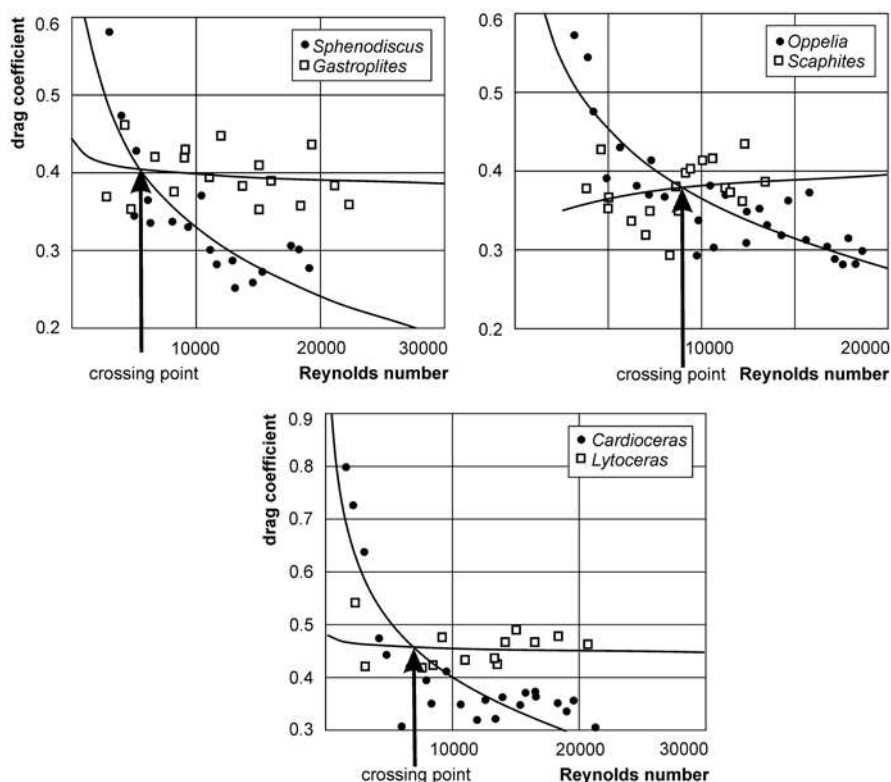 drag coefficient
0.6
0.5
0.4
0.3
0.2
Sphenodiscus
Gastroplites
10000
20000
30000
crossing point
Reynolds number
0.6
0.5
0.4
0.3
0.2
Oppelia
Scaphites
10000
20000
crossing point
Reynolds number
drag coefficient
0.9
0.8
0.7
0.6
0.5
0.4
0.3
Cardioceras
Lytoceras
10000
20000
30000
crossing point
Reynolds number